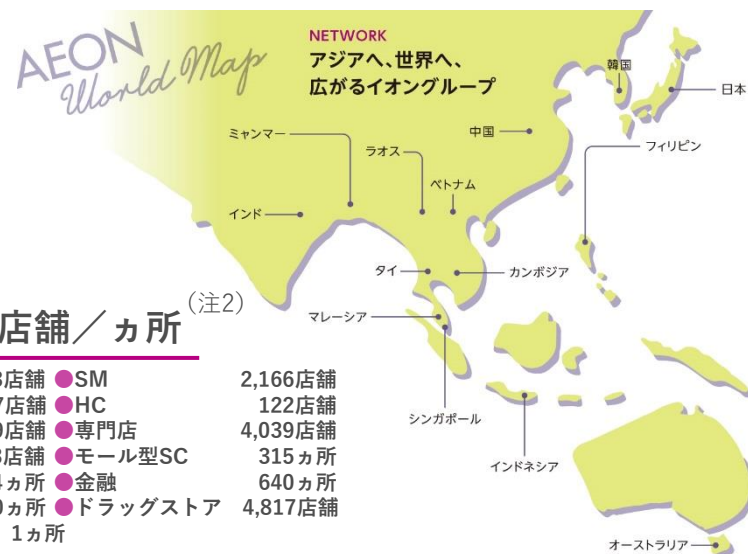 AEON
World Map
NETWORK
アジアへ、世界へ、
広がるイオングループ
韓国
日本
ミャンマー
中国
フィリピン
ラオス
ベトナム
インド
タイ
カンボジア
マレーシア
シンガポール
インドネシア
オーストラリア
店舗／ヵ所（注2）
店舗 ●SM 2,166店舗
店舗 ●HC 122店舗
店舗 ●専門店 4,039店舗
店舗 ●モール型SC 315ヵ所
ヵ所 ●金融 640ヵ所
ヵ所 ●ドラッグストア 4,817店舗
1ヵ所